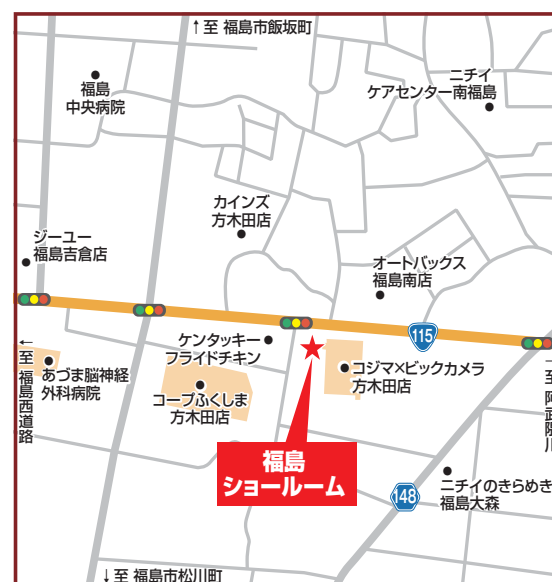 ↑至 福島市飯坂町
福島
中央病院
ニチイ
ケアセンター南福島
カインズ
方木田店
ジーユー
福島吉倉店
オートバックス
福島南店
115
ケンタッキー
フライドチキン
コジマ×ビックカメラ
方木田店
←至 福島西道路
あづま脳神経
外科病院
コープふくしま
方木田店
→至 阿武隈川
福島
ショールーム
148
ニチイのきらめき
福島大森
↓至 福島市松川町